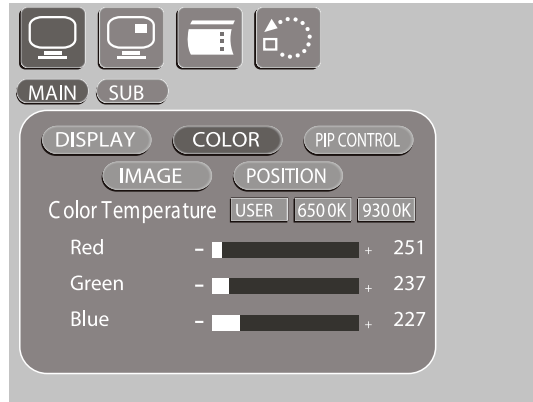 MAIN SUB
DISPLAY COLOR PIP CONTROL
IMAGE POSITION
Color Temperature USER 6500K 9300K
Red - + 251
Green - + 237
Blue - + 227